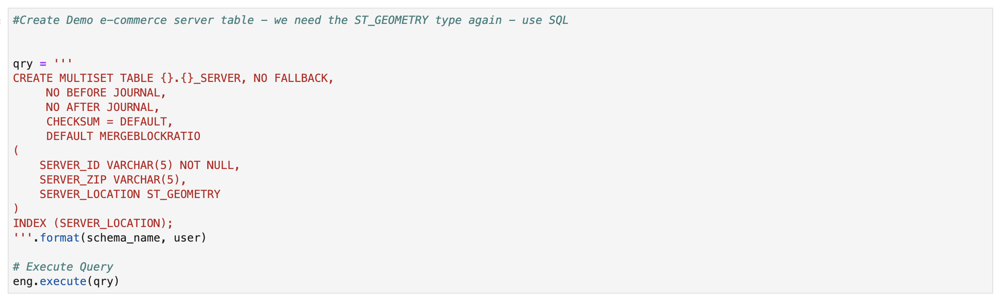 #Create Demo e-commerce server table - we need the ST_GEOMETRY type again - use SQL
qry = '''
CREATE MULTISET TABLE {}.{}_SERVER, NO FALLBACK,
     NO BEFORE JOURNAL,
     NO AFTER JOURNAL,
     CHECKSUM = DEFAULT,
     DEFAULT MERGEBLOCKRATIO
(
    SERVER_ID VARCHAR(5) NOT NULL,
    SERVER_ZIP VARCHAR(5),
    SERVER_LOCATION ST_GEOMETRY
)
INDEX (SERVER_LOCATION);
'''.format(schema_name, user)
# Execute Query
eng.execute(qry)